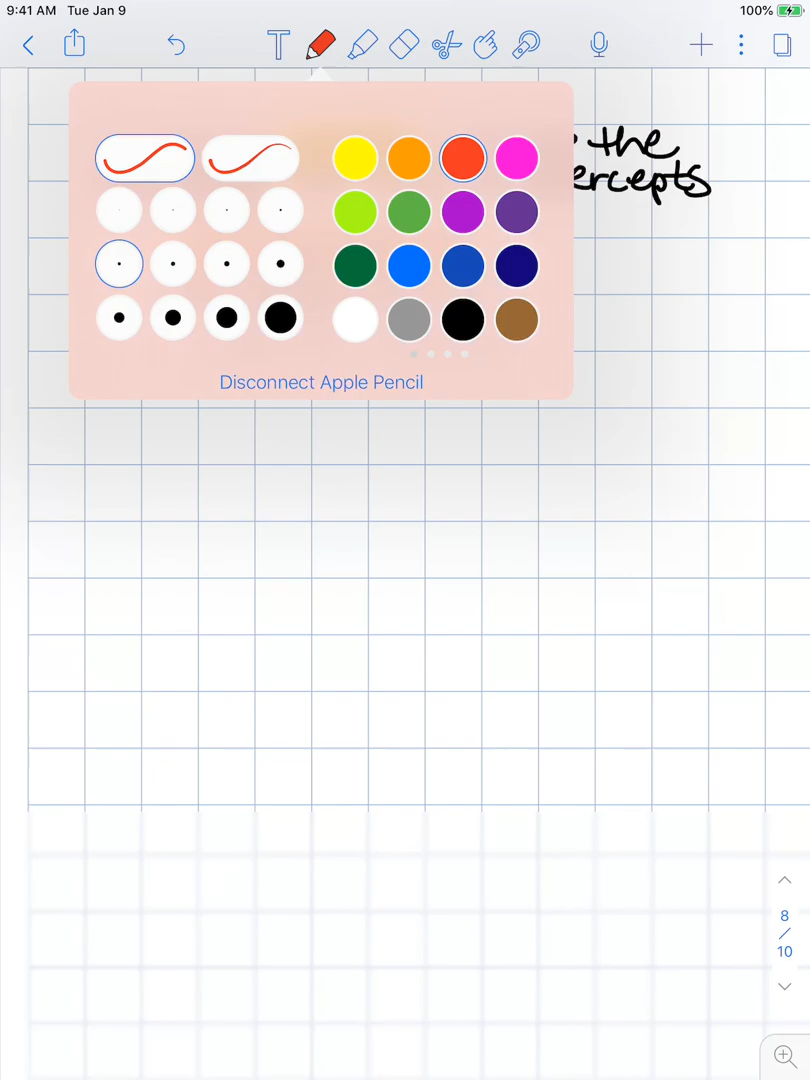 9:41 AM Tue Jan 9 100%
T
the
ercepts
Disconnect Apple Pencil
8
/
10